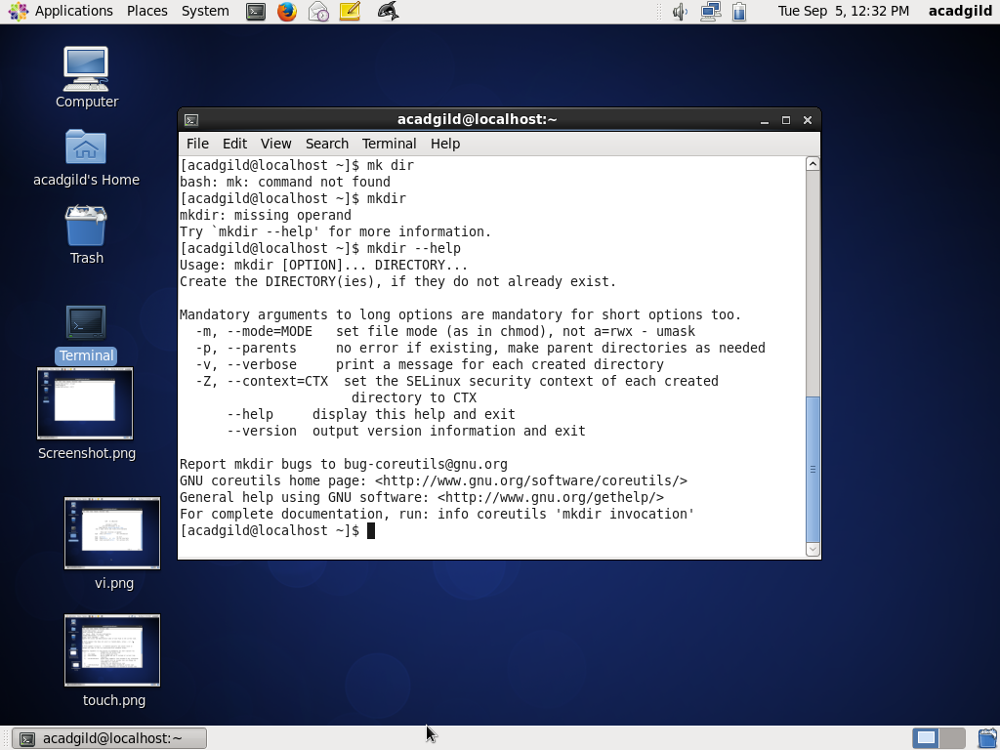 Applications Places System Tue Sep 5, 12:32 PM acadgild
Computer
acadgild's Home
Trash
Terminal
Screenshot.png
vi.png
touch.png
acadgild@localhost:~
File Edit View Search Terminal Help
[acadgild@localhost ~]$ mk dir
bash: mk: command not found
[acadgild@localhost ~]$ mkdir
mkdir: missing operand
Try `mkdir --help' for more information.
[acadgild@localhost ~]$ mkdir --help
Usage: mkdir [OPTION]... DIRECTORY...
Create the DIRECTORY(ies), if they do not already exist.
Mandatory arguments to long options are mandatory for short options too.
-m, --mode=MODE   set file mode (as in chmod), not a=rwx - umask
-p, --parents     no error if existing, make parent directories as needed
-v, --verbose     print a message for each created directory
-Z, --context=CTX  set the SELinux security context of each created
directory to CTX
--help     display this help and exit
--version  output version information and exit
Report mkdir bugs to bug-coreutils@gnu.org
GNU coreutils home page: <http://www.gnu.org/software/coreutils/>
General help using GNU software: <http://www.gnu.org/gethelp/>
For complete documentation, run: info coreutils 'mkdir invocation'
[acadgild@localhost ~]$
acadgild@localhost:~